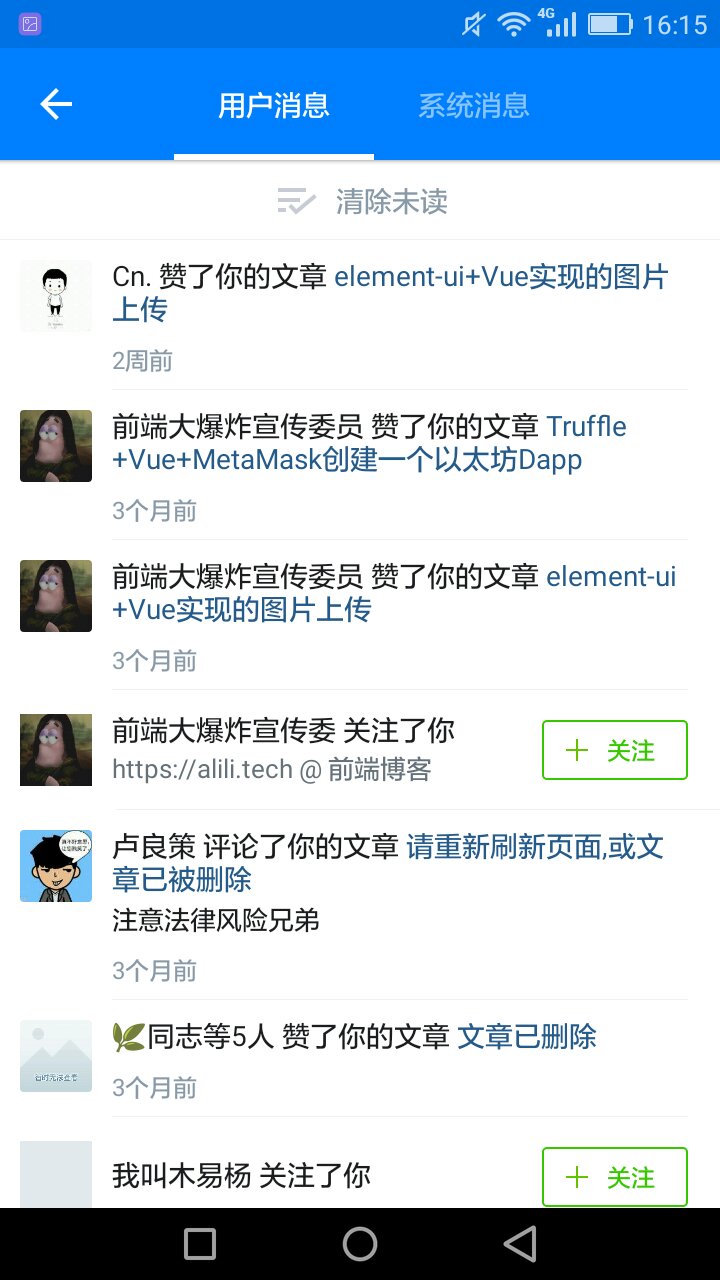 4G 16:15
用户消息 系统消息
清除未读
Cn. 赞了你的文章 element-ui+Vue实现的图片
上传
2周前
前端大爆炸宣传委员 赞了你的文章 Truffle
+Vue+MetaMask创建一个以太坊Dapp
3个月前
前端大爆炸宣传委员 赞了你的文章 element-ui
+Vue实现的图片上传
3个月前
前端大爆炸宣传委 关注了你
关注
https://alili.tech @ 前端博客
卢良策 评论了你的文章 请重新刷新页面,或文
章已被删除
注意法律风险兄弟
3个月前
🌿同志等5人 赞了你的文章 文章已删除
暂时无法查看
3个月前
我叫木易杨 关注了你
关注